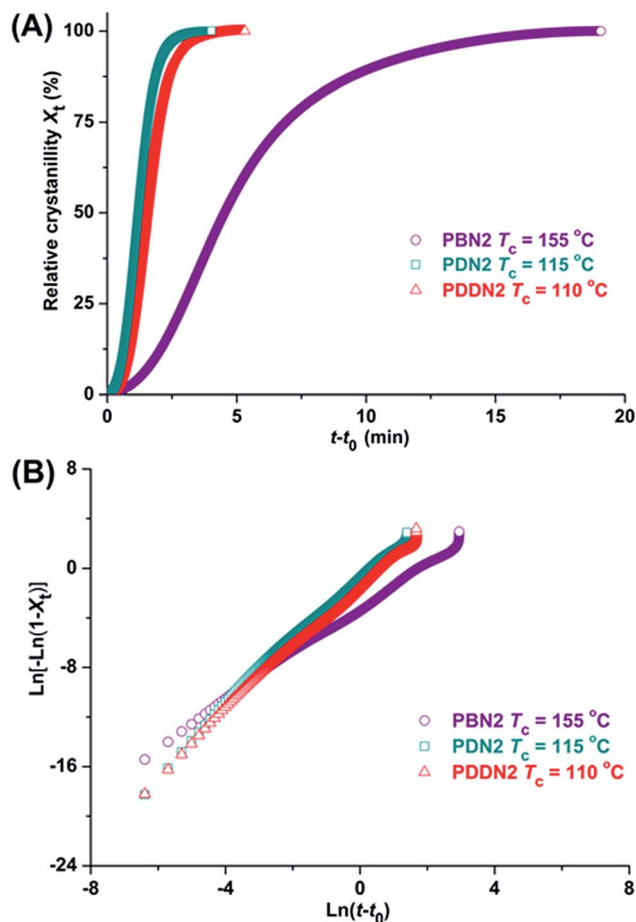 (A)
100
75
50
25
0
Relative crystanillity Xt (%)
PBN2 Tc = 155 °C
PDN2 Tc = 115 °C
PDDN2 Tc = 110 °C
0 5 10 15 20
t-t0 (min)
(B)
8
0
-8
-16
-24
Ln[-Ln(1-Xt)]
PBN2 Tc = 155 °C
PDN2 Tc = 115 °C
PDDN2 Tc = 110 °C
-8 -4 0 4 8
Ln(t-t0)